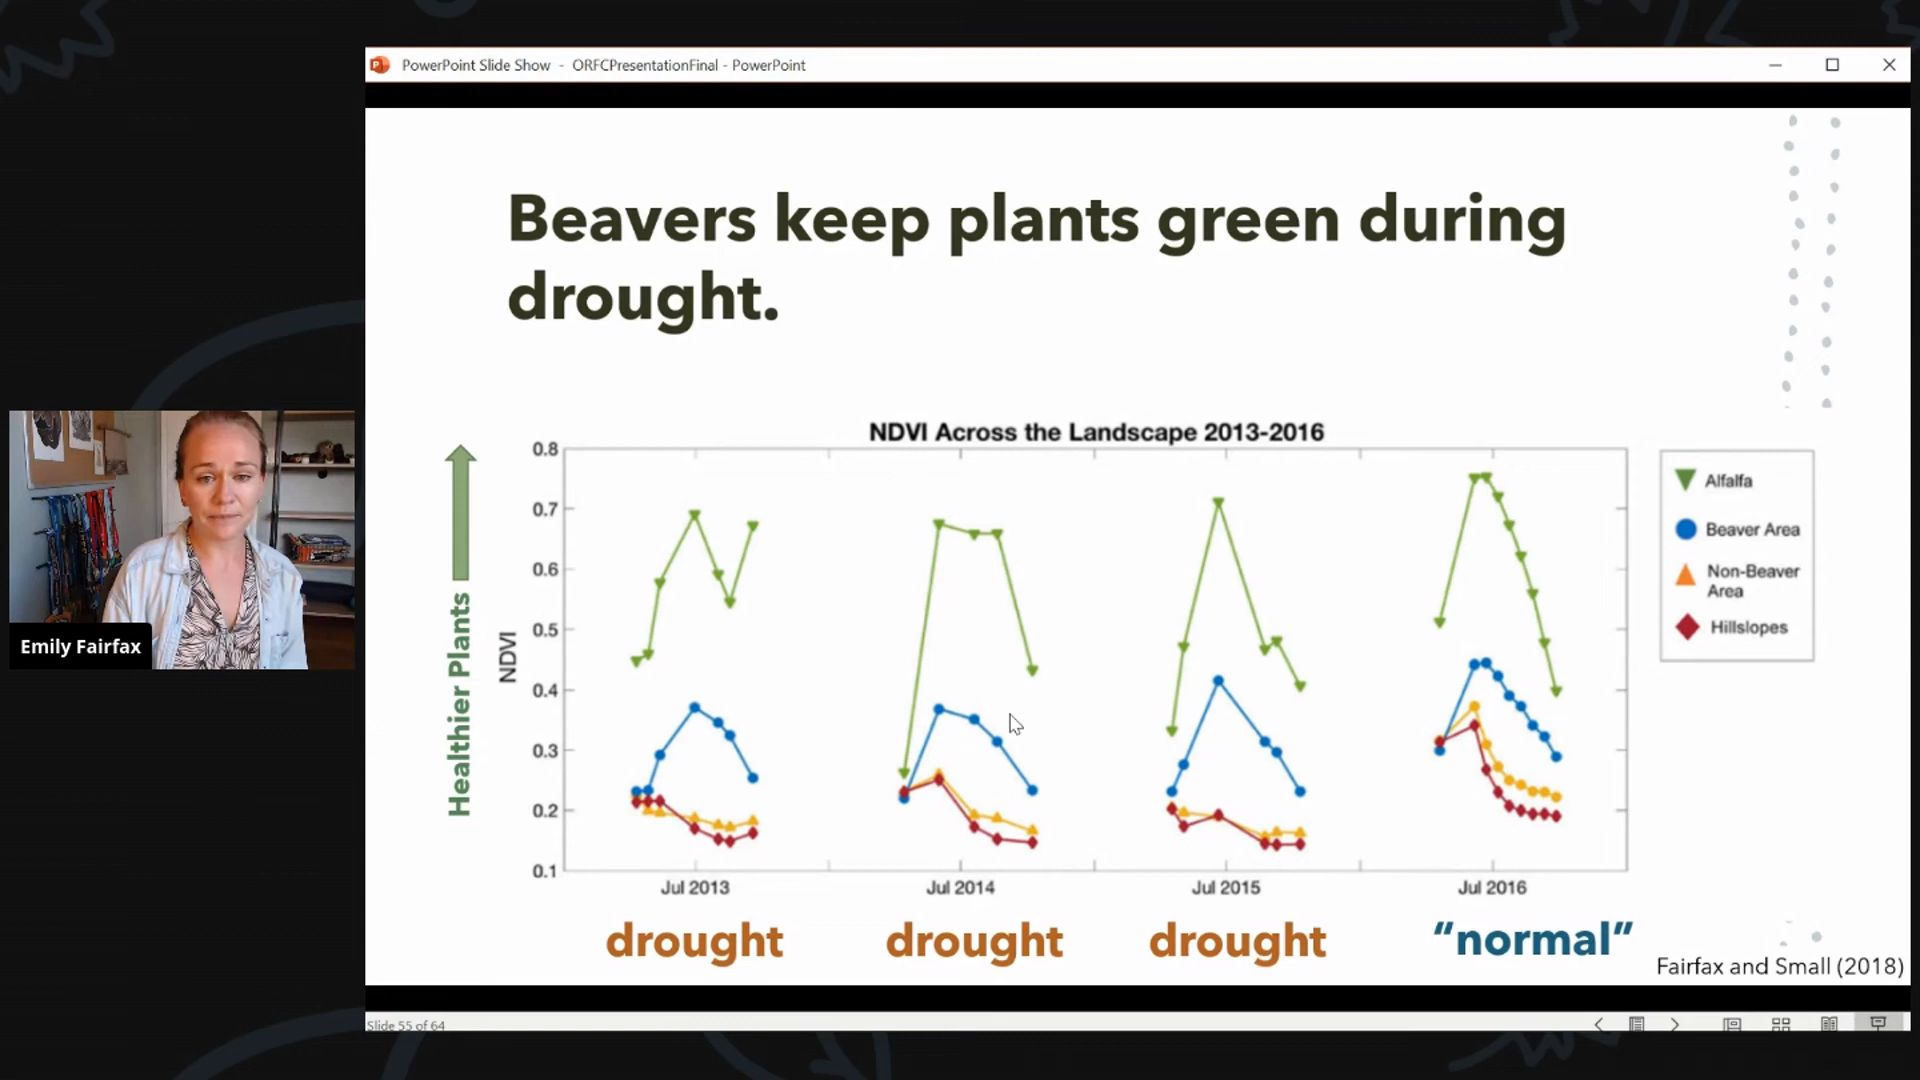 PowerPoint Slide Show - ORFCPresentationFinal - PowerPoint
Beavers keep plants green during
drought.
NDVI Across the Landscape 2013-2016
Healthier Plants
NDVI
0.8
0.7
0.6
0.5
0.4
0.3
0.2
0.1
Jul 2013
Jul 2014
Jul 2015
Jul 2016
Alfalfa
Beaver Area
Non-Beaver
Area
Hillslopes
drought
drought
drought
“normal”
Fairfax and Small (2018)
Emily Fairfax
Slide 55 of 64